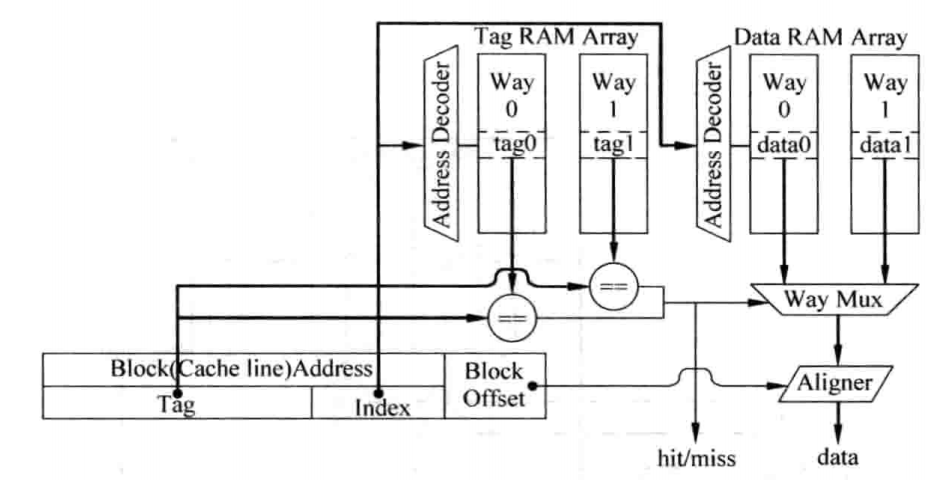 Tag RAM Array
Data RAM Array
Address Decoder
Way
0
tag0
Way
1
tag1
Address Decoder
Way
0
data0
Way
1
data1
==
==
Way Mux
Block(Cache line)Address
Block
Offset
Tag
Index
Aligner
hit/miss
data